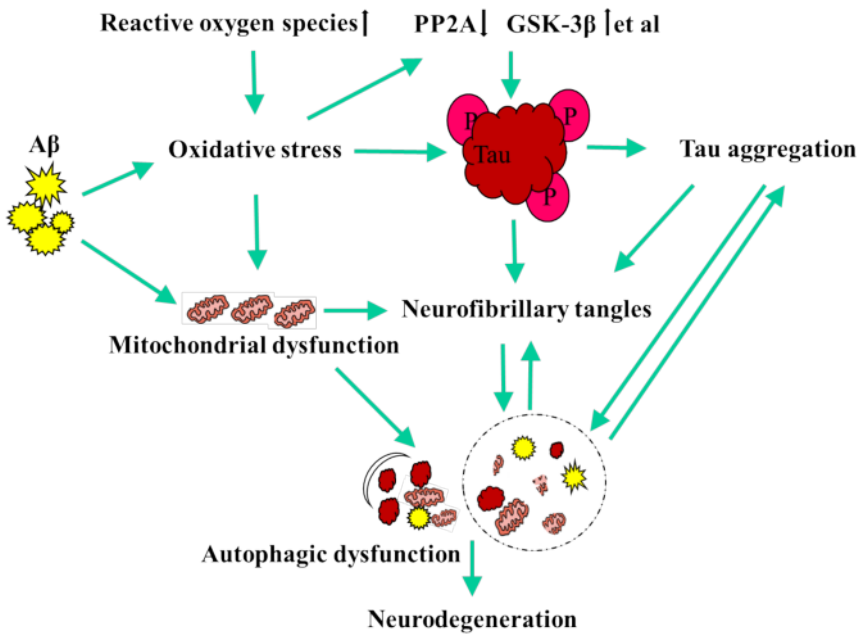 Reactive oxygen species↑ PP2A↓ GSK-3β↑et al
Aβ
Oxidative stress
P
P
Tau
P
Tau aggregation
Neurofibrillary tangles
Mitochondrial dysfunction
Autophagic dysfunction
Neurodegeneration